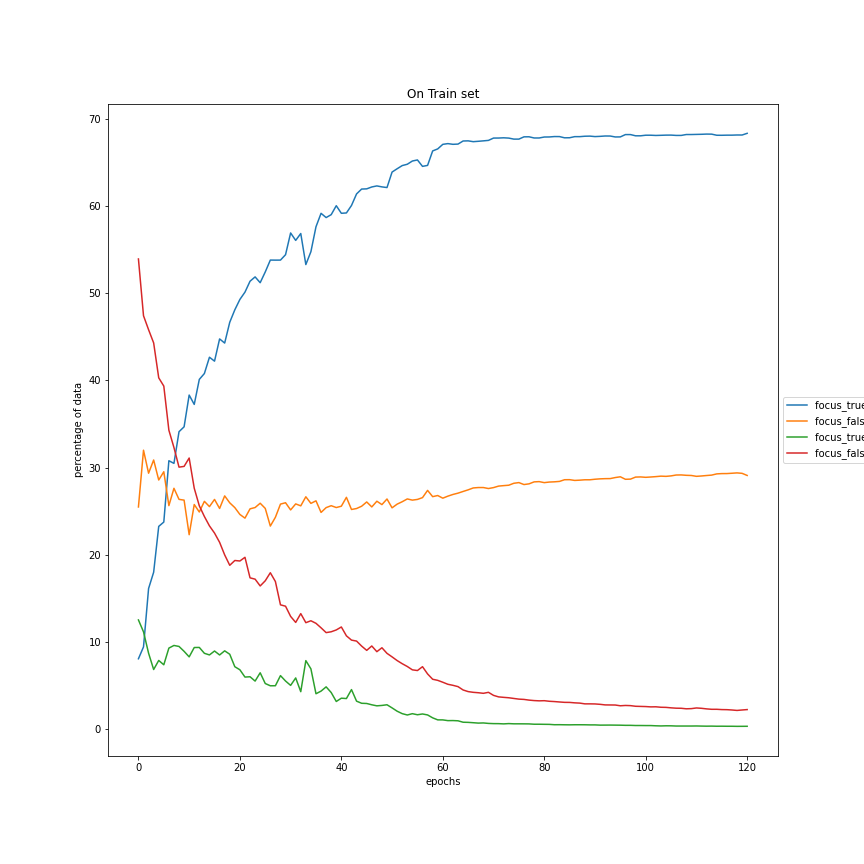 On Train set
70
60
50
40
30
20
10
0
percentage of data
0 20 40 60 80 100 120
epochs
focus_true
focus_fals
focus_true
focus_fals